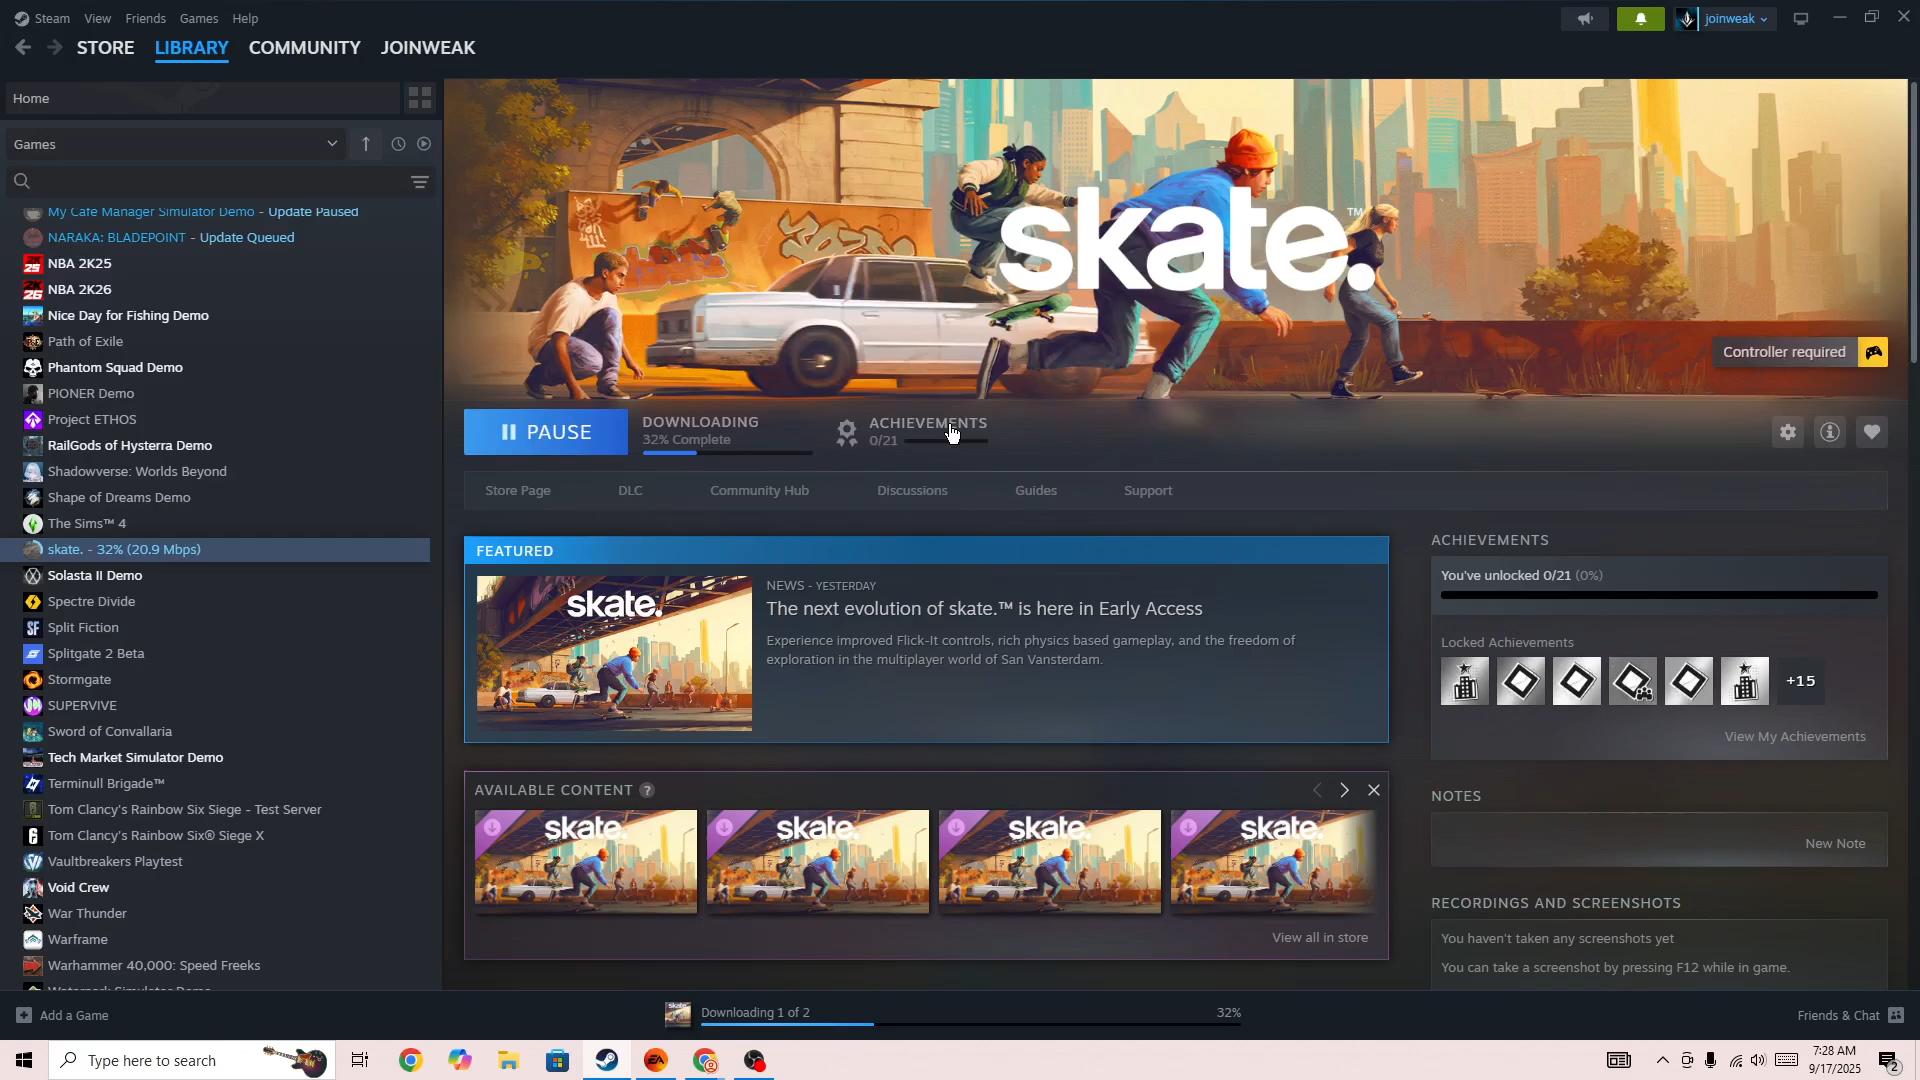 Steam View Friends Games Help
joinweak
STORE LIBRARY COMMUNITY JOINWEAK
Home
Games
My Cafe Manager Simulator Demo - Update Paused
NARAKA: BLADEPOINT - Update Queued
NBA 2K25
NBA 2K26
Nice Day for Fishing Demo
Path of Exile
Phantom Squad Demo
PIONER Demo
Project ETHOS
RailGods of Hysterra Demo
Shadowverse: Worlds Beyond
Shape of Dreams Demo
The Sims™ 4
skate. - 32% (20.9 Mbps)
Solasta II Demo
Spectre Divide
Split Fiction
Splitgate 2 Beta
Stormgate
SUPERVIVE
Sword of Convallaria
Tech Market Simulator Demo
Terminull Brigade™
Tom Clancy's Rainbow Six Siege - Test Server
Tom Clancy's Rainbow Six® Siege X
Vaultbreakers Playtest
Void Crew
War Thunder
Warframe
Warhammer 40,000: Speed Freeks
Waterpark Simulator Demo
Add a Game
skate.™
Controller required
PAUSE
DOWNLOADING
32% Complete
ACHIEVEMENTS
0/21
Store Page DLC Community Hub Discussions Guides Support
FEATURED
skate.
NEWS - YESTERDAY
The next evolution of skate.™ is here in Early Access
Experience improved Flick-It controls, rich physics based gameplay, and the freedom of
exploration in the multiplayer world of San Vansterdam.
AVAILABLE CONTENT ?
skate. skate. skate. skate.
View all in store
ACHIEVEMENTS
You've unlocked 0/21 (0%)
Locked Achievements
+15
View My Achievements
NOTES
New Note
RECORDINGS AND SCREENSHOTS
You haven't taken any screenshots yet
You can take a screenshot by pressing F12 while in game.
Downloading 1 of 2 32%
Friends & Chat
Type here to search
7:28 AM
9/17/2025
2